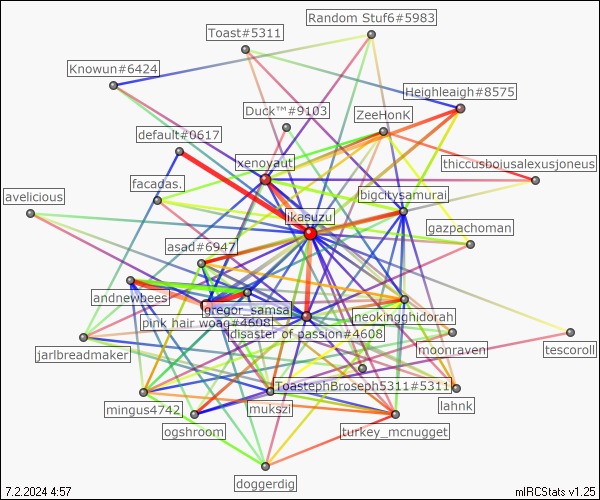 Random Stuf6#5983
Toast#5311
Knowun#6424
Heighleaigh#8575
Duck™#9103
ZeeHonK
default#0617
xenoyaut
thiccusbojusalexusjoneus
facadas.
bigcitysamurai
avelicious
ikasuzu
gazpachoman
asad#6947
andnewbees
gregor_samsa
neokingghidorah
pink hair woag#4608
disaster of passion#4608
jarlbreadmaker
moonraven
tescoroll
ToastephBroseph5311#5311
mingus4742
mukszi
lahnk
ogshroom
turkey_mcnugget
doggerdig
7.2.2024 4:57
mIRCStats v1.25